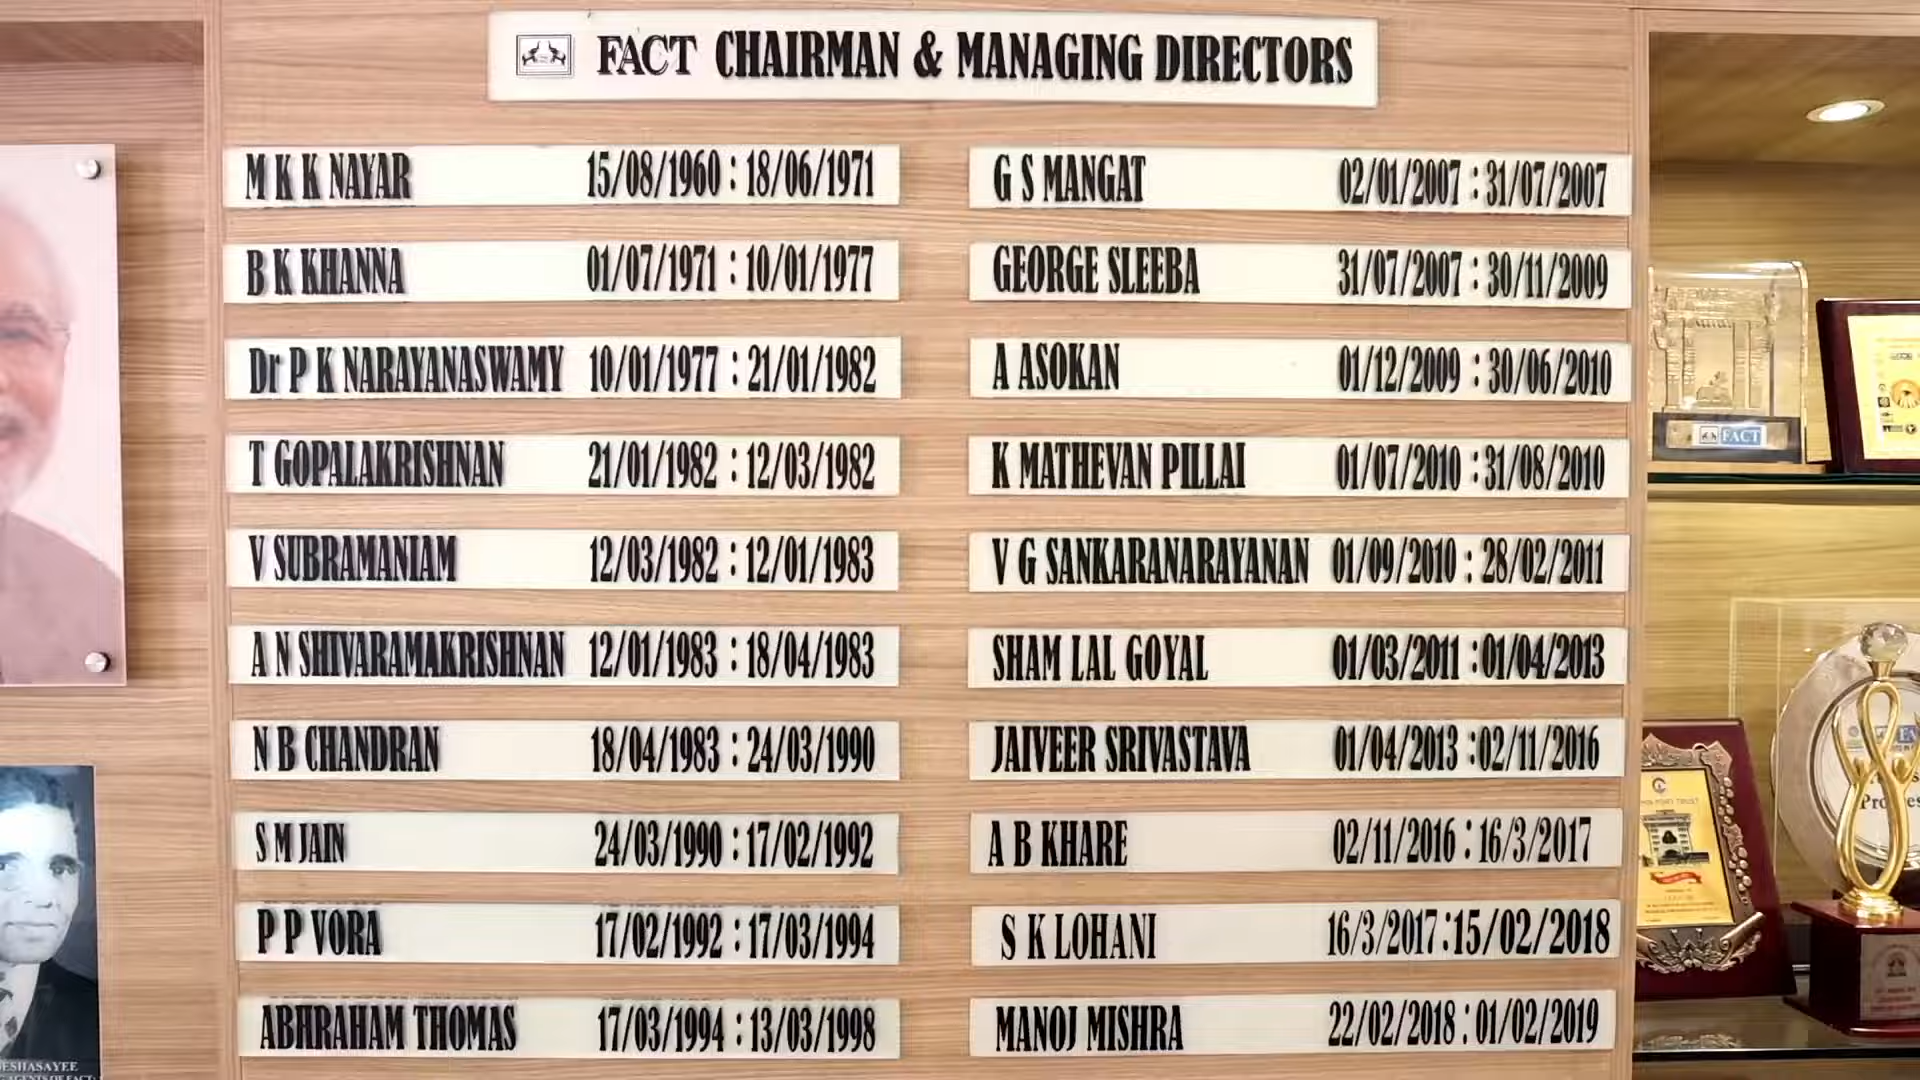 FACT CHAIRMAN & MANAGING DIRECTORS
M K K NAYAR 15/08/1960 : 18/06/1971
B K KHANNA 01/07/1971 : 10/01/1977
Dr P K NARAYANASWAMY 10/01/1977 : 21/01/1982
T GOPALAKRISHNAN 21/01/1982 : 12/03/1982
V SUBRAMANIAM 12/03/1982 : 12/01/1983
A N SHIVARAMAKRISHNAN 12/01/1983 : 18/04/1983
N B CHANDRAN 18/04/1983 : 24/03/1990
S M JAIN 24/03/1990 : 17/02/1992
P P VORA 17/02/1992 : 17/03/1994
ABHRAHAM THOMAS 17/03/1994 : 13/03/1998
G S MANGAT 02/01/2007 : 31/07/2007
GEORGE SLEEBA 31/07/2007 : 30/11/2009
A ASOKAN 01/12/2009 : 30/06/2010
K MATHEVAN PILLAI 01/07/2010 : 31/08/2010
V G SANKARANARAYANAN 01/09/2010 : 28/02/2011
SHAM LAL GOYAL 01/03/2011 : 01/04/2013
JAIVEER SRIVASTAVA 01/04/2013 : 02/11/2016
A B KHARE 02/11/2016 : 16/3/2017
S K LOHANI 16/3/2017 : 15/02/2018
MANOJ MISHRA 22/02/2018 : 01/02/2019
FACT